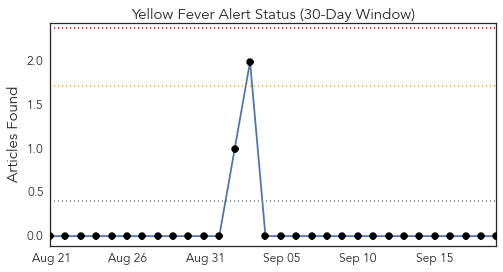 Yellow Fever Alert Status (30-Day Window)
Articles Found
2.0
1.5
1.0
0.5
0.0
Aug 21 Aug 26 Aug 31 Sep 05 Sep 10 Sep 15